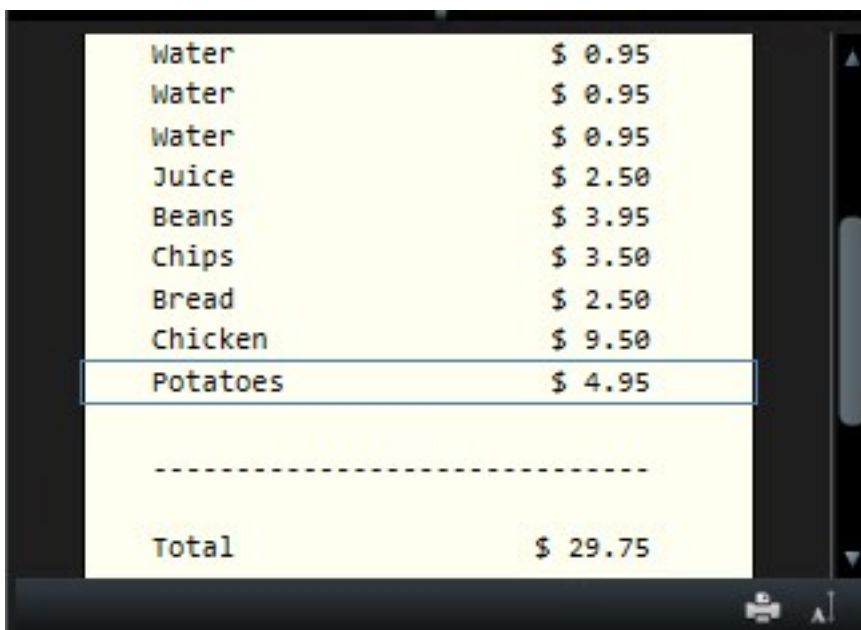 Water $ 0.95
Water $ 0.95
Water $ 0.95
Juice $ 2.50
Beans $ 3.95
Chips $ 3.50
Bread $ 2.50
Chicken $ 9.50
Potatoes $ 4.95
------------------------------
Total $ 29.75
A